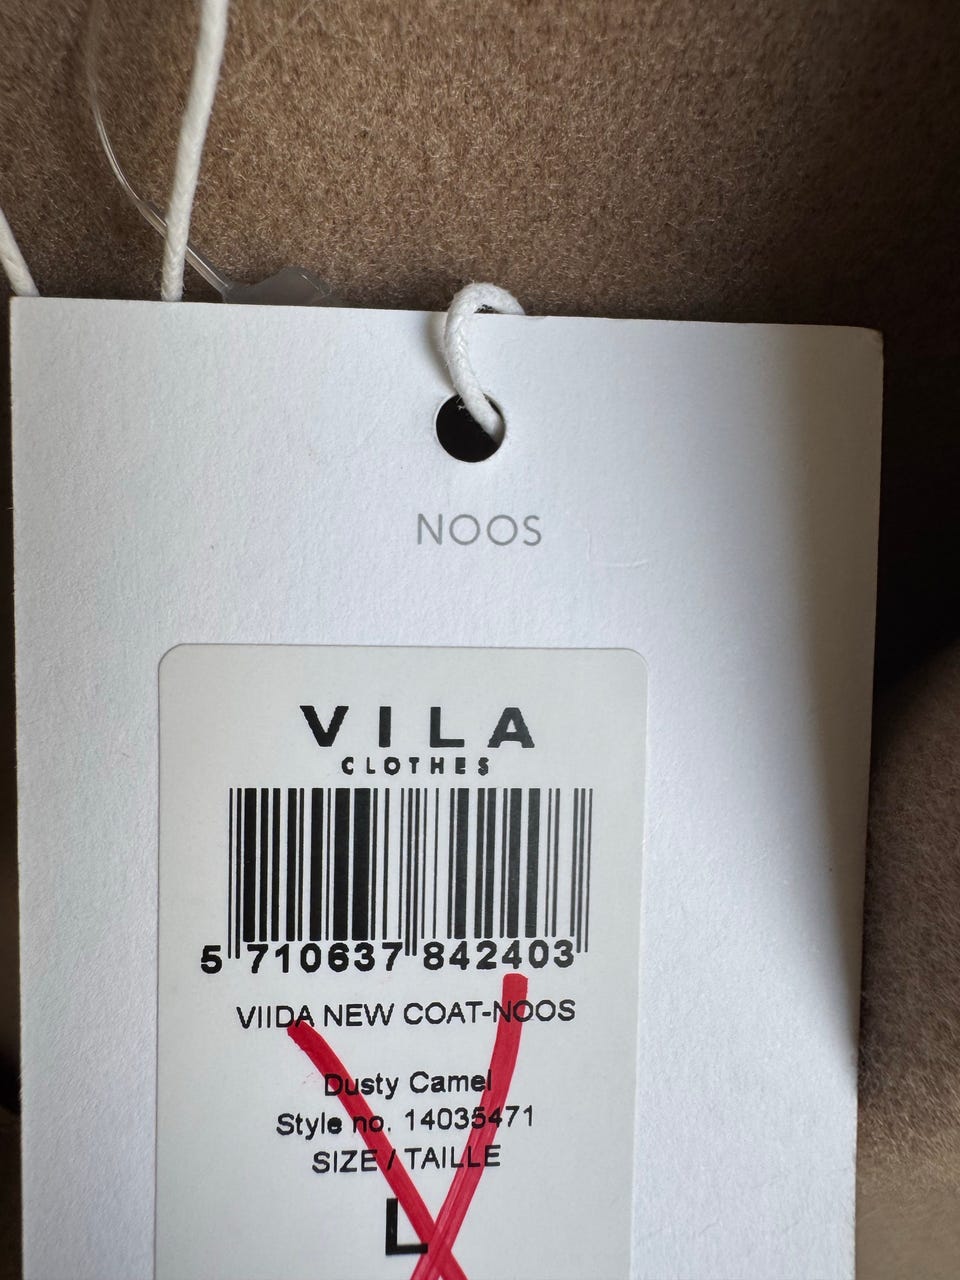 NOOS
VILA
CLOTHES
5 710637 842403
VIIDA NEW COAT-NOOS
Dusty Camel
Style no. 14035471
SIZE / TAILLE
L